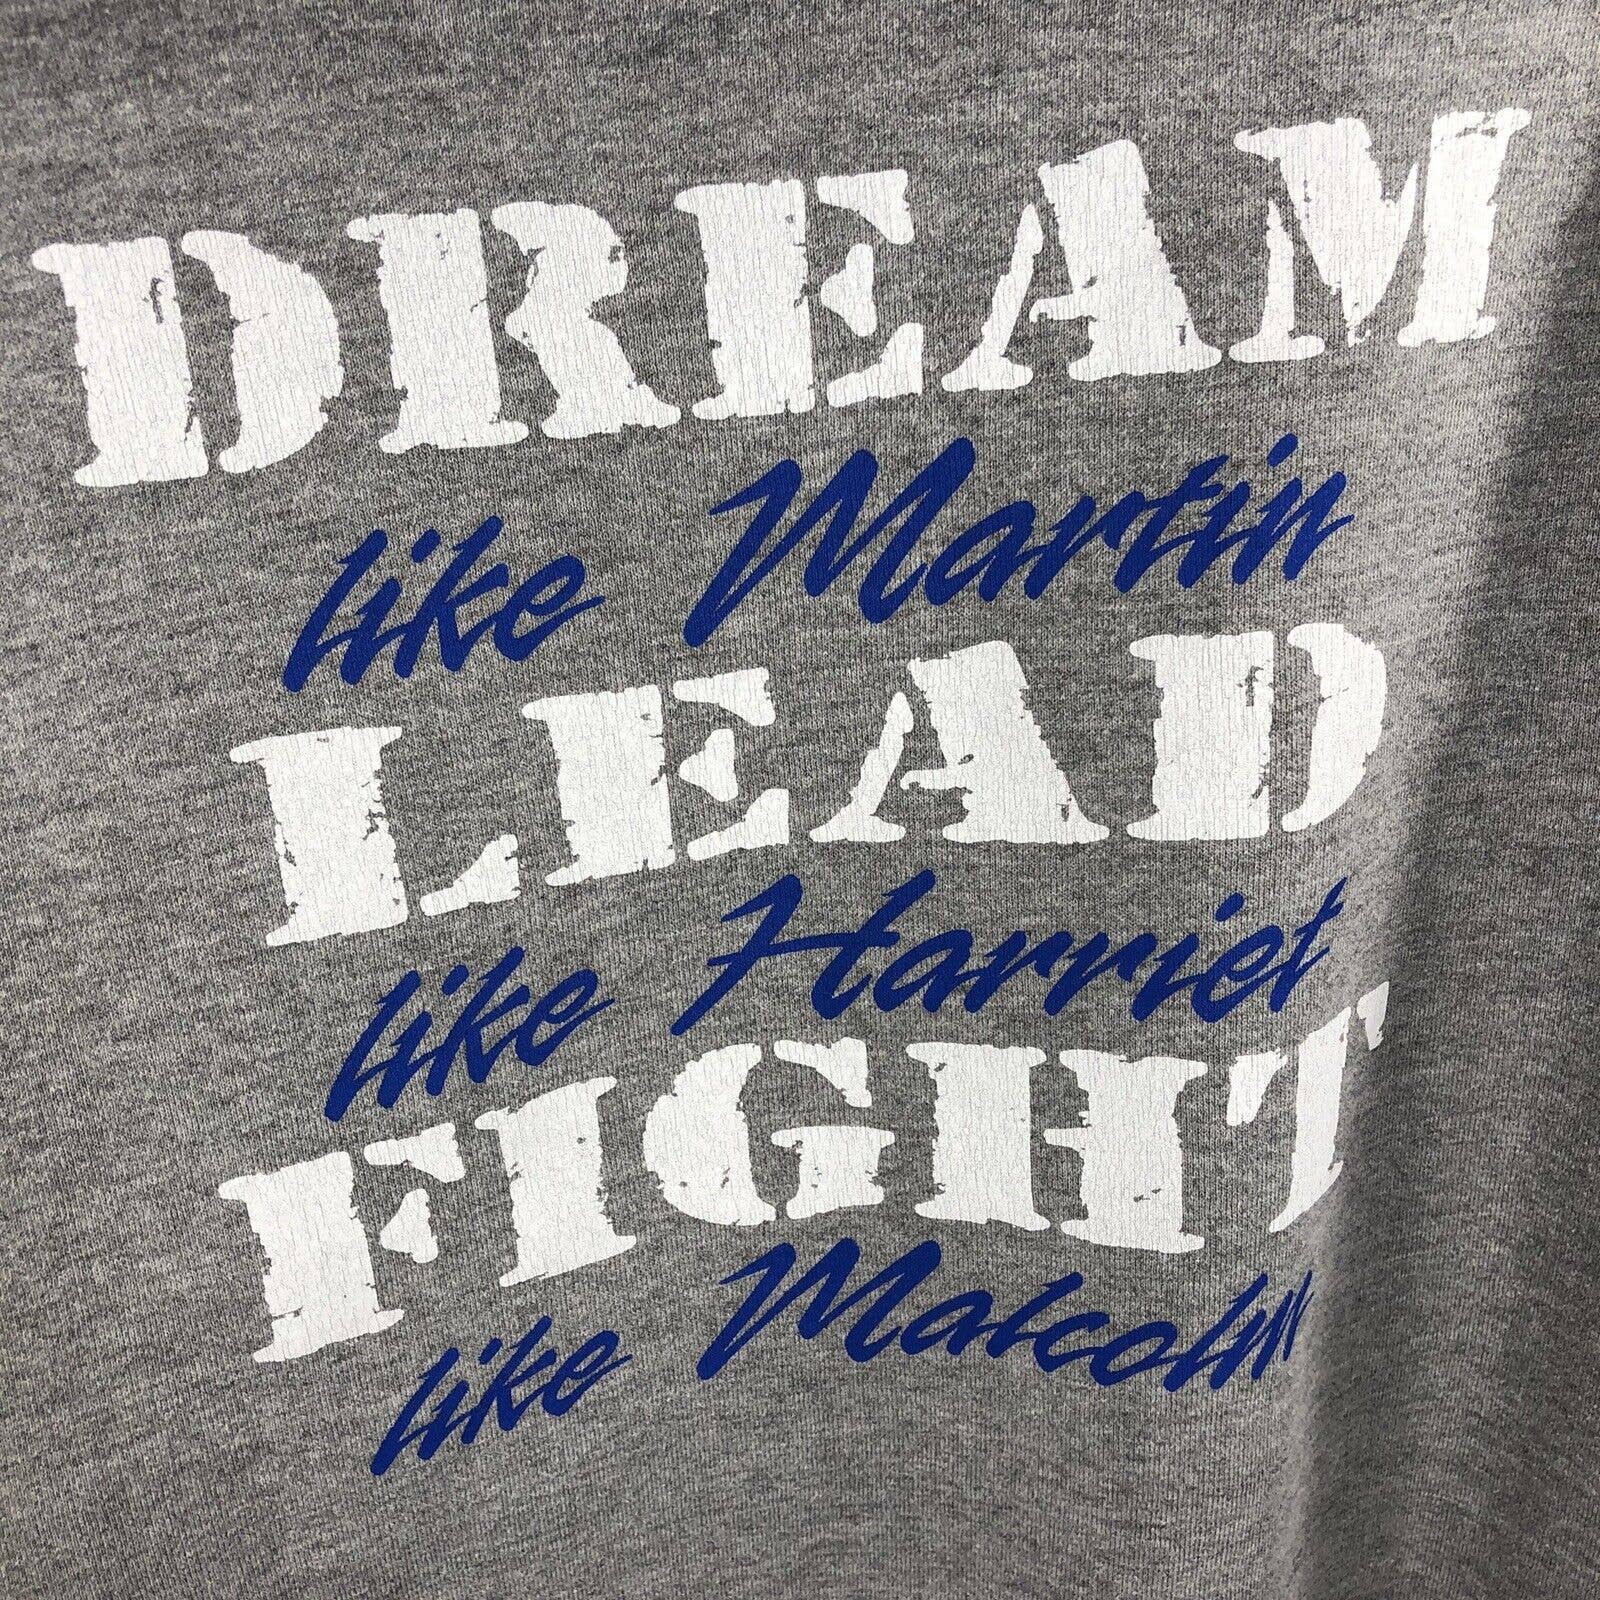 DREAM
like Martin
LEAD
like Harriet
FIGHT
like Malcolm